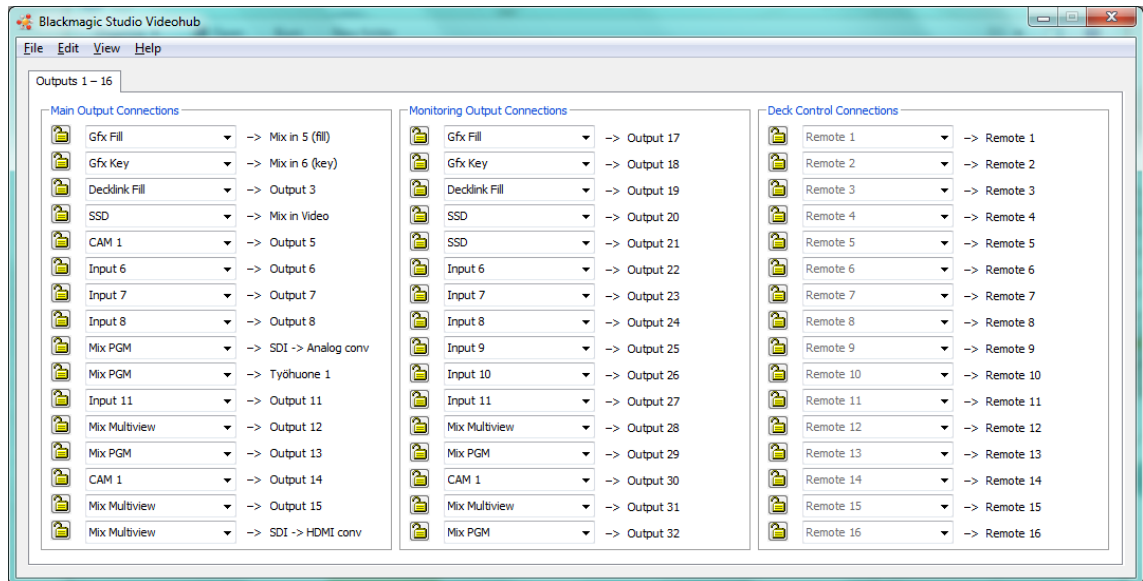 Blackmagic Studio Videohub
File Edit View Help
Outputs 1 – 16
Main Output Connections
Gfx Fill –> Mix in 5 (fill)
Gfx Key –> Mix in 6 (key)
Decklink Fill –> Output 3
SSD –> Mix in Video
CAM 1 –> Output 5
Input 6 –> Output 6
Input 7 –> Output 7
Input 8 –> Output 8
Mix PGM –> SDI -> Analog conv
Mix PGM –> Työhuone 1
Input 11 –> Output 11
Mix Multiview –> Output 12
Mix PGM –> Output 13
CAM 1 –> Output 14
Mix Multiview –> Output 15
Mix Multiview –> SDI -> HDMI conv
Monitoring Output Connections
Gfx Fill –> Output 17
Gfx Key –> Output 18
Decklink Fill –> Output 19
SSD –> Output 20
SSD –> Output 21
Input 6 –> Output 22
Input 7 –> Output 23
Input 8 –> Output 24
Input 9 –> Output 25
Input 10 –> Output 26
Input 11 –> Output 27
Mix Multiview –> Output 28
Mix PGM –> Output 29
CAM 1 –> Output 30
Mix Multiview –> Output 31
Mix PGM –> Output 32
Deck Control Connections
Remote 1 –> Remote 1
Remote 2 –> Remote 2
Remote 3 –> Remote 3
Remote 4 –> Remote 4
Remote 5 –> Remote 5
Remote 6 –> Remote 6
Remote 7 –> Remote 7
Remote 8 –> Remote 8
Remote 9 –> Remote 9
Remote 10 –> Remote 10
Remote 11 –> Remote 11
Remote 12 –> Remote 12
Remote 13 –> Remote 13
Remote 14 –> Remote 14
Remote 15 –> Remote 15
Remote 16 –> Remote 16